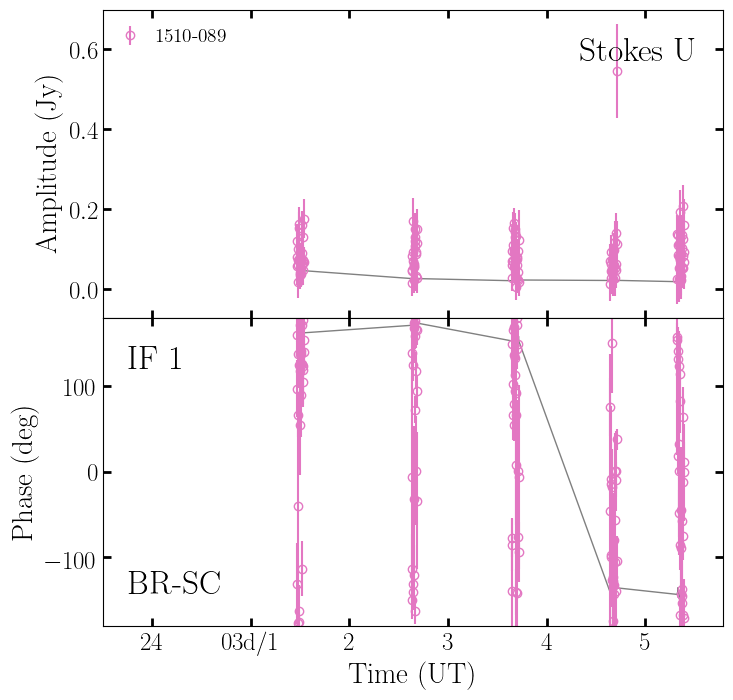 1510-089
Stokes U
Amplitude (Jy)
0.6
0.4
0.2
0.0
IF 1
BR-SC
Phase (deg)
100
0
−100
24
03d/1
2
3
4
5
Time (UT)